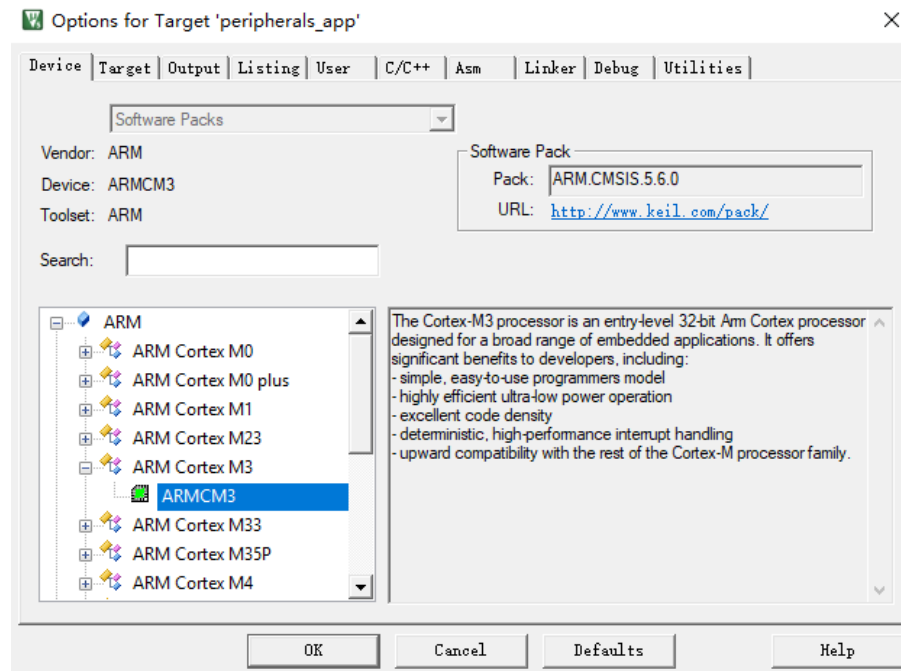 Options for Target 'peripherals_app'
Device Target Output Listing User C/C++ Asm Linker Debug Utilities
Software Packs
Vendor: ARM
Device: ARMCM3
Toolset: ARM
Software Pack
Pack: ARM.CMSIS.5.6.0
URL: http://www.keil.com/pack/
Search:
ARM
ARM Cortex M0
ARM Cortex M0 plus
ARM Cortex M1
ARM Cortex M23
ARM Cortex M3
ARMCM3
ARM Cortex M33
ARM Cortex M35P
ARM Cortex M4
The Cortex-M3 processor is an entry-level 32-bit Arm Cortex processor
designed for a broad range of embedded applications. It offers
significant benefits to developers, including:
- simple, easy-to-use programmers model
- highly efficient ultra-low power operation
- excellent code density
- deterministic, high-performance interrupt handling
- upward compatibility with the rest of the Cortex-M processor family.
OK Cancel Defaults Help